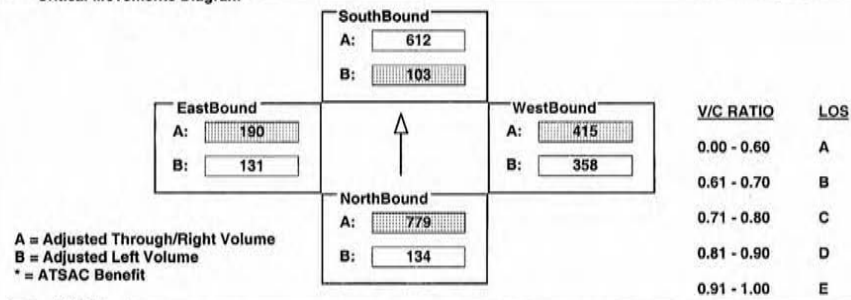 Critical Movements Diagram
SouthBound
A: 612
B: 103
EastBound
A: 190
B: 131
WestBound
A: 415
B: 358
NorthBound
A: 779
B: 134
A = Adjusted Through/Right Volume
B = Adjusted Left Volume
* = ATSAC Benefit
V/C RATIO LOS
0.00 - 0.60 A
0.61 - 0.70 B
0.71 - 0.80 C
0.81 - 0.90 D
0.91 - 1.00 E